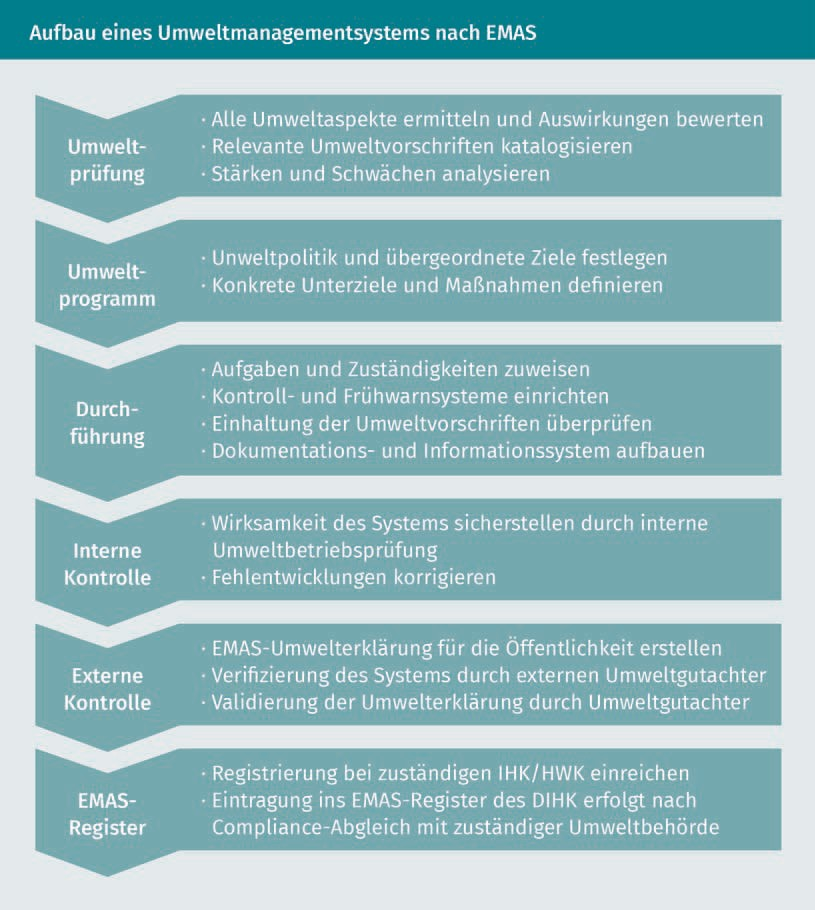 Aufbau eines Umweltmanagementsystems nach EMAS
Umwelt-
prüfung
· Alle Umweltaspekte ermitteln und Auswirkungen bewerten
· Relevante Umweltvorschriften katalogisieren
· Stärken und Schwächen analysieren
Umwelt-
programm
· Unweltpolitik und übergeordnete Ziele festlegen
· Konkrete Unterziele und Maßnahmen definieren
Durch-
führung
· Aufgaben und Zuständigkeiten zuweisen
· Kontroll- und Frühwarnsysteme einrichten
· Einhaltung der Umweltvorschriften überprüfen
· Dokumentations- und Informationssystem aufbauen
Interne
Kontrolle
· Wirksamkeit des Systems sicherstellen durch interne
Umweltbetriebsprüfung
· Fehlentwicklungen korrigieren
Externe
Kontrolle
· EMAS-Umwelterklärung für die Öffentlichkeit erstellen
· Verifizierung des Systems durch externen Umweltgutachter
· Validierung der Umwelterklärung durch Umweltgutachter
EMAS-
Register
· Registrierung bei zuständigen IHK/HWK einreichen
· Eintragung ins EMAS-Register des DIHK erfolgt nach
Compliance-Abgleich mit zuständiger Umweltbehörde